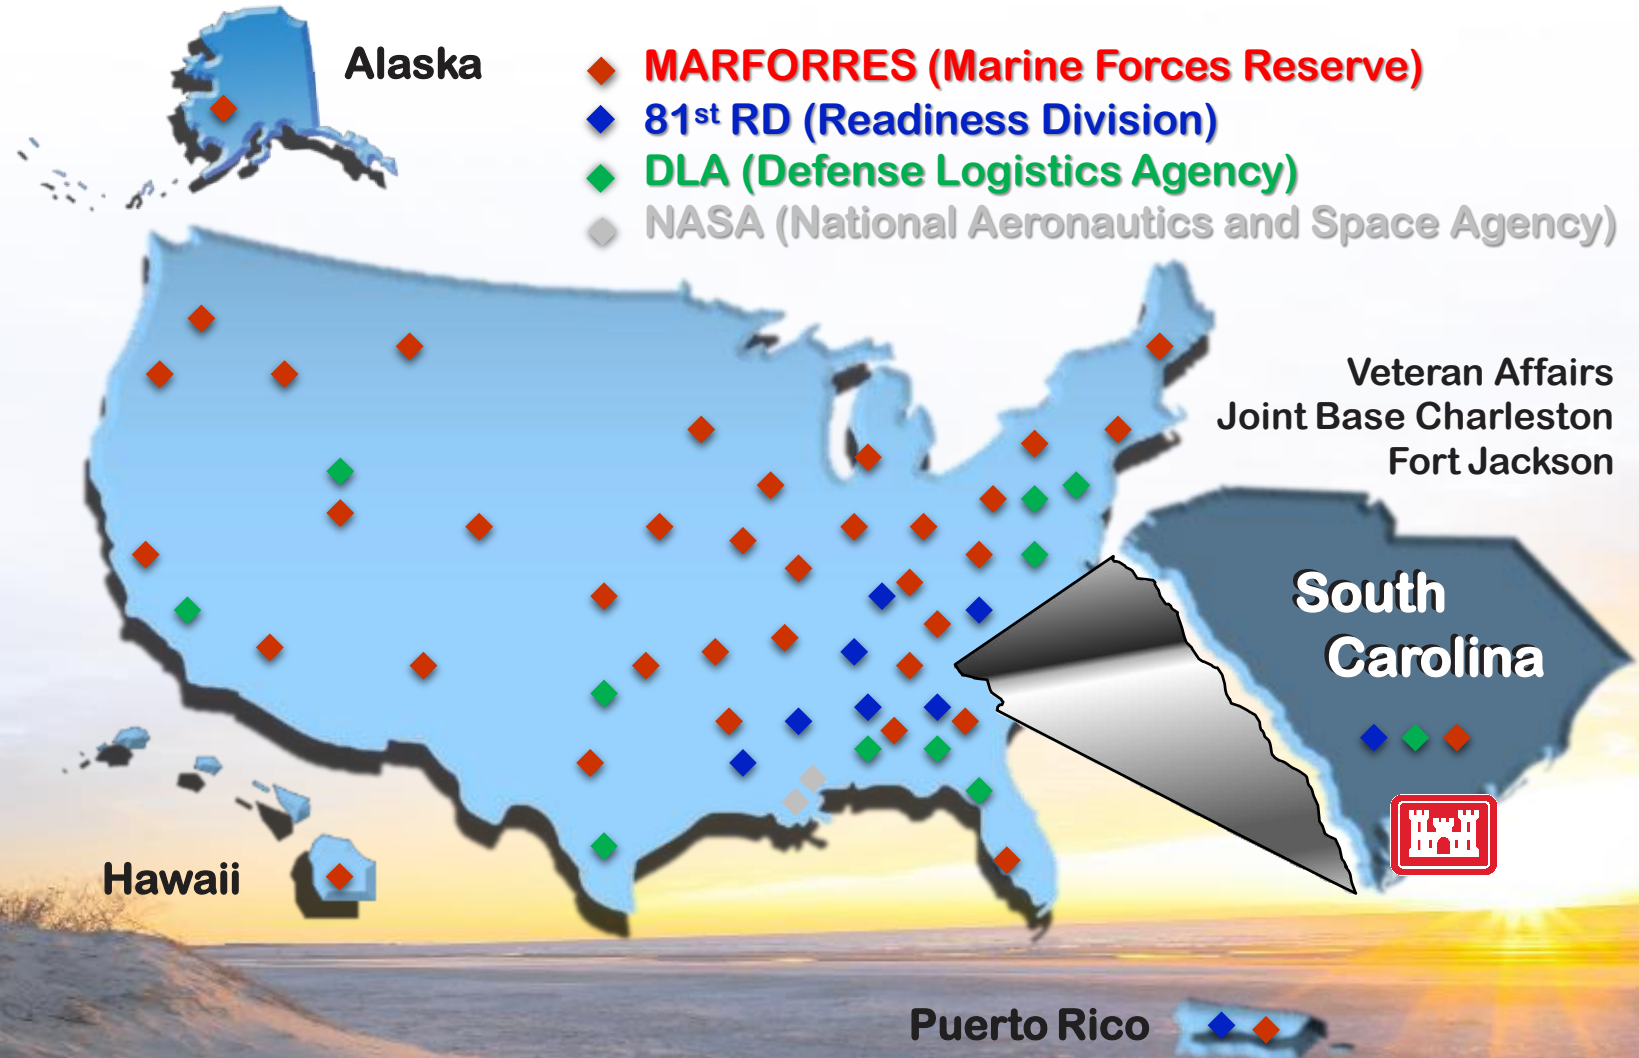 Alaska
MARFORRES (Marine Forces Reserve)
81st RD (Readiness Division)
DLA (Defense Logistics Agency)
NASA (National Aeronautics and Space Agency)
Veteran Affairs
Joint Base Charleston
Fort Jackson
South
Carolina
Hawaii
Puerto Rico